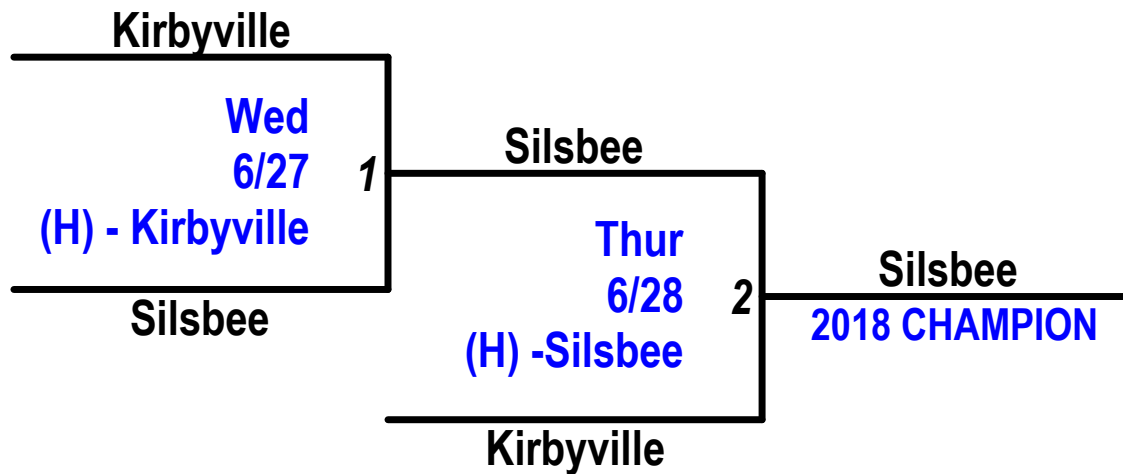 Kirbyville
Wed
6/27
1
(H) - Kirbyville
Silsbee
Silsbee
Thur
6/28
2
(H) -Silsbee
Kirbyville
Silsbee
2018 CHAMPION